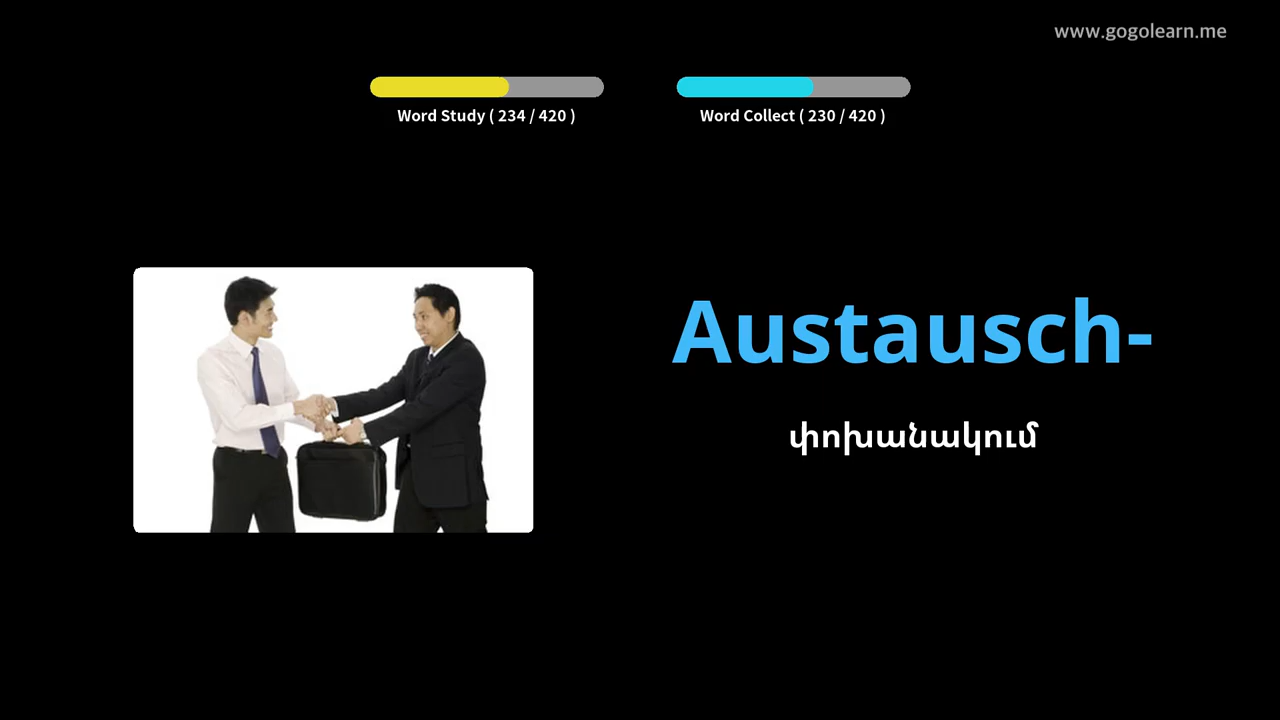 www.gogolearn.me
Word Study ( 234 / 420 )
Word Collect ( 230 / 420 )
Austausch-
փոխանակում